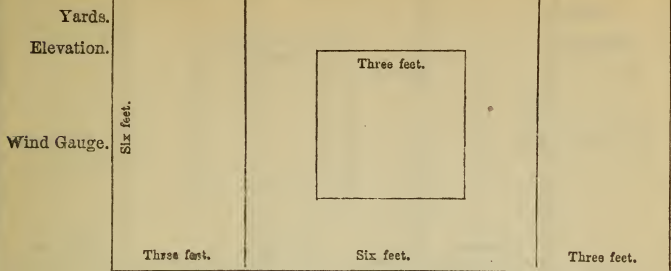 Yards.
Elevation.
Three feet.
Six feet.
Wind Gauge.
Three feet. Six feet. Three feet.